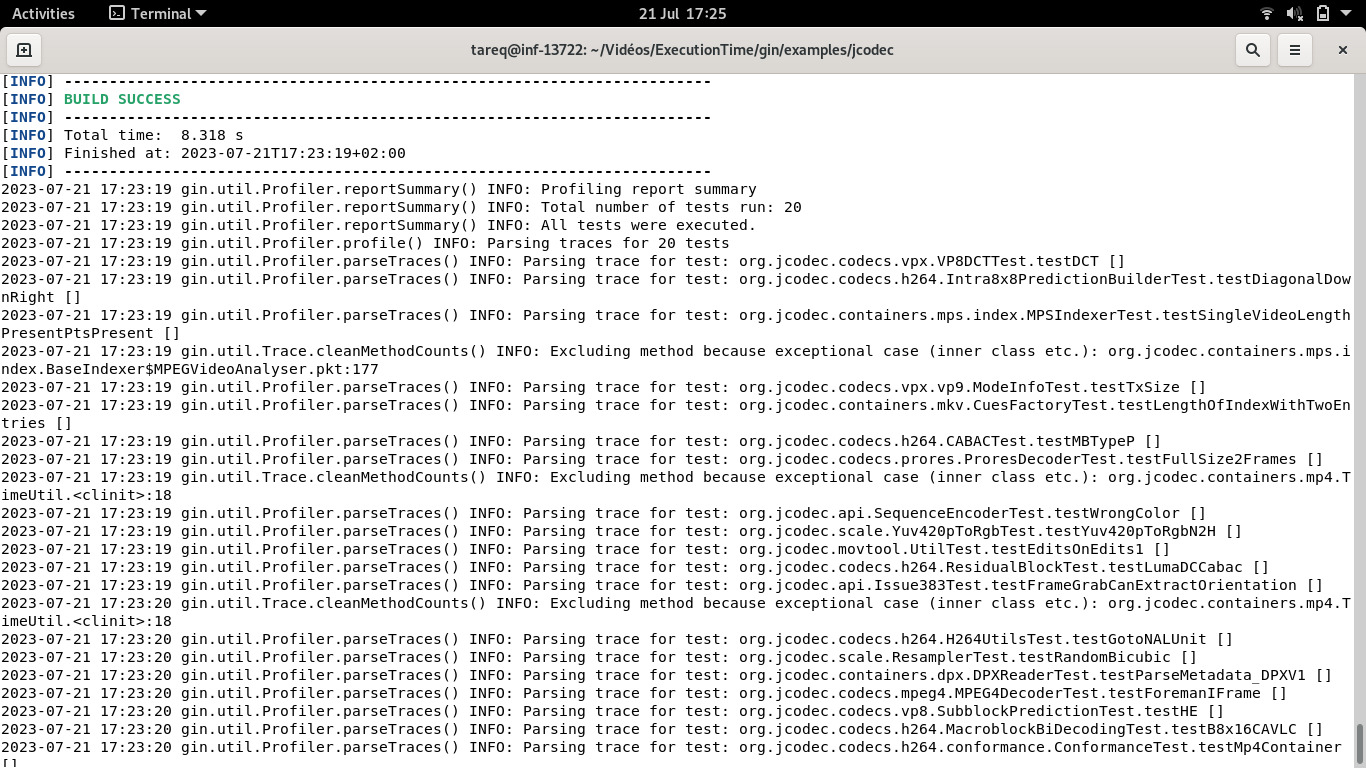 Activities
Terminal
21 Jul 17:25
tareq@inf-13722: ~/Vidéos/ExecutionTime/gin/examples/jcodec
[INFO] ------------------------------------------------------------------------
[INFO] BUILD SUCCESS
[INFO] ------------------------------------------------------------------------
[INFO] Total time:  8.318 s
[INFO] Finished at: 2023-07-21T17:23:19+02:00
[INFO] ------------------------------------------------------------------------
2023-07-21 17:23:19 gin.util.Profiler.reportSummary() INFO: Profiling report summary
2023-07-21 17:23:19 gin.util.Profiler.reportSummary() INFO: Total number of tests run: 20
2023-07-21 17:23:19 gin.util.Profiler.reportSummary() INFO: All tests were executed.
2023-07-21 17:23:19 gin.util.Profiler.profile() INFO: Parsing traces for 20 tests
2023-07-21 17:23:19 gin.util.Profiler.parseTraces() INFO: Parsing trace for test: org.jcodec.codecs.vpx.VP8DCTTest.testDCT []
2023-07-21 17:23:19 gin.util.Profiler.parseTraces() INFO: Parsing trace for test: org.jcodec.codecs.h264.Intra8x8PredictionBuilderTest.testDiagonalDow
nRight []
2023-07-21 17:23:19 gin.util.Profiler.parseTraces() INFO: Parsing trace for test: org.jcodec.containers.mps.index.MPSIndexerTest.testSingleVideoLength
PresentPtsPresent []
2023-07-21 17:23:19 gin.util.Trace.cleanMethodCounts() INFO: Excluding method because exceptional case (inner class etc.): org.jcodec.containers.mps.i
ndex.BaseIndexer$MPEGVideoAnalyser.pkt:177
2023-07-21 17:23:19 gin.util.Profiler.parseTraces() INFO: Parsing trace for test: org.jcodec.codecs.vpx.vp9.ModeInfoTest.testTxSize []
2023-07-21 17:23:19 gin.util.Profiler.parseTraces() INFO: Parsing trace for test: org.jcodec.containers.mkv.CuesFactoryTest.testLengthOfIndexWithTwoEn
tries []
2023-07-21 17:23:19 gin.util.Profiler.parseTraces() INFO: Parsing trace for test: org.jcodec.codecs.h264.CABACTest.testMBTypeP []
2023-07-21 17:23:19 gin.util.Profiler.parseTraces() INFO: Parsing trace for test: org.jcodec.codecs.prores.ProresDecoderTest.testFullSize2Frames []
2023-07-21 17:23:19 gin.util.Trace.cleanMethodCounts() INFO: Excluding method because exceptional case (inner class etc.): org.jcodec.containers.mp4.T
imeUtil.<clinit>:18
2023-07-21 17:23:19 gin.util.Profiler.parseTraces() INFO: Parsing trace for test: org.jcodec.api.SequenceEncoderTest.testWrongColor []
2023-07-21 17:23:19 gin.util.Profiler.parseTraces() INFO: Parsing trace for test: org.jcodec.scale.Yuv420pToRgbTest.testYuv420pToRgbN2H []
2023-07-21 17:23:19 gin.util.Profiler.parseTraces() INFO: Parsing trace for test: org.jcodec.movtool.UtilTest.testEditsOnEdits1 []
2023-07-21 17:23:19 gin.util.Profiler.parseTraces() INFO: Parsing trace for test: org.jcodec.codecs.h264.ResidualBlockTest.testLumaDCCabac []
2023-07-21 17:23:19 gin.util.Profiler.parseTraces() INFO: Parsing trace for test: org.jcodec.api.Issue383Test.testFrameGrabCanExtractOrientation []
2023-07-21 17:23:20 gin.util.Trace.cleanMethodCounts() INFO: Excluding method because exceptional case (inner class etc.): org.jcodec.containers.mp4.T
imeUtil.<clinit>:18
2023-07-21 17:23:20 gin.util.Profiler.parseTraces() INFO: Parsing trace for test: org.jcodec.codecs.h264.H264UtilsTest.testGotoNALUnit []
2023-07-21 17:23:20 gin.util.Profiler.parseTraces() INFO: Parsing trace for test: org.jcodec.scale.ResamplerTest.testRandomBicubic []
2023-07-21 17:23:20 gin.util.Profiler.parseTraces() INFO: Parsing trace for test: org.jcodec.containers.dpx.DPXReaderTest.testParseMetadata_DPXV1 []
2023-07-21 17:23:20 gin.util.Profiler.parseTraces() INFO: Parsing trace for test: org.jcodec.codecs.mpeg4.MPEG4DecoderTest.testForemanIFrame []
2023-07-21 17:23:20 gin.util.Profiler.parseTraces() INFO: Parsing trace for test: org.jcodec.codecs.vp8.SubblockPredictionTest.testHE []
2023-07-21 17:23:20 gin.util.Profiler.parseTraces() INFO: Parsing trace for test: org.jcodec.codecs.h264.MacroblockBiDecodingTest.testB8x16CAVLC []
2023-07-21 17:23:20 gin.util.Profiler.parseTraces() INFO: Parsing trace for test: org.jcodec.codecs.h264.conformance.ConformanceTest.testMp4Container
[]